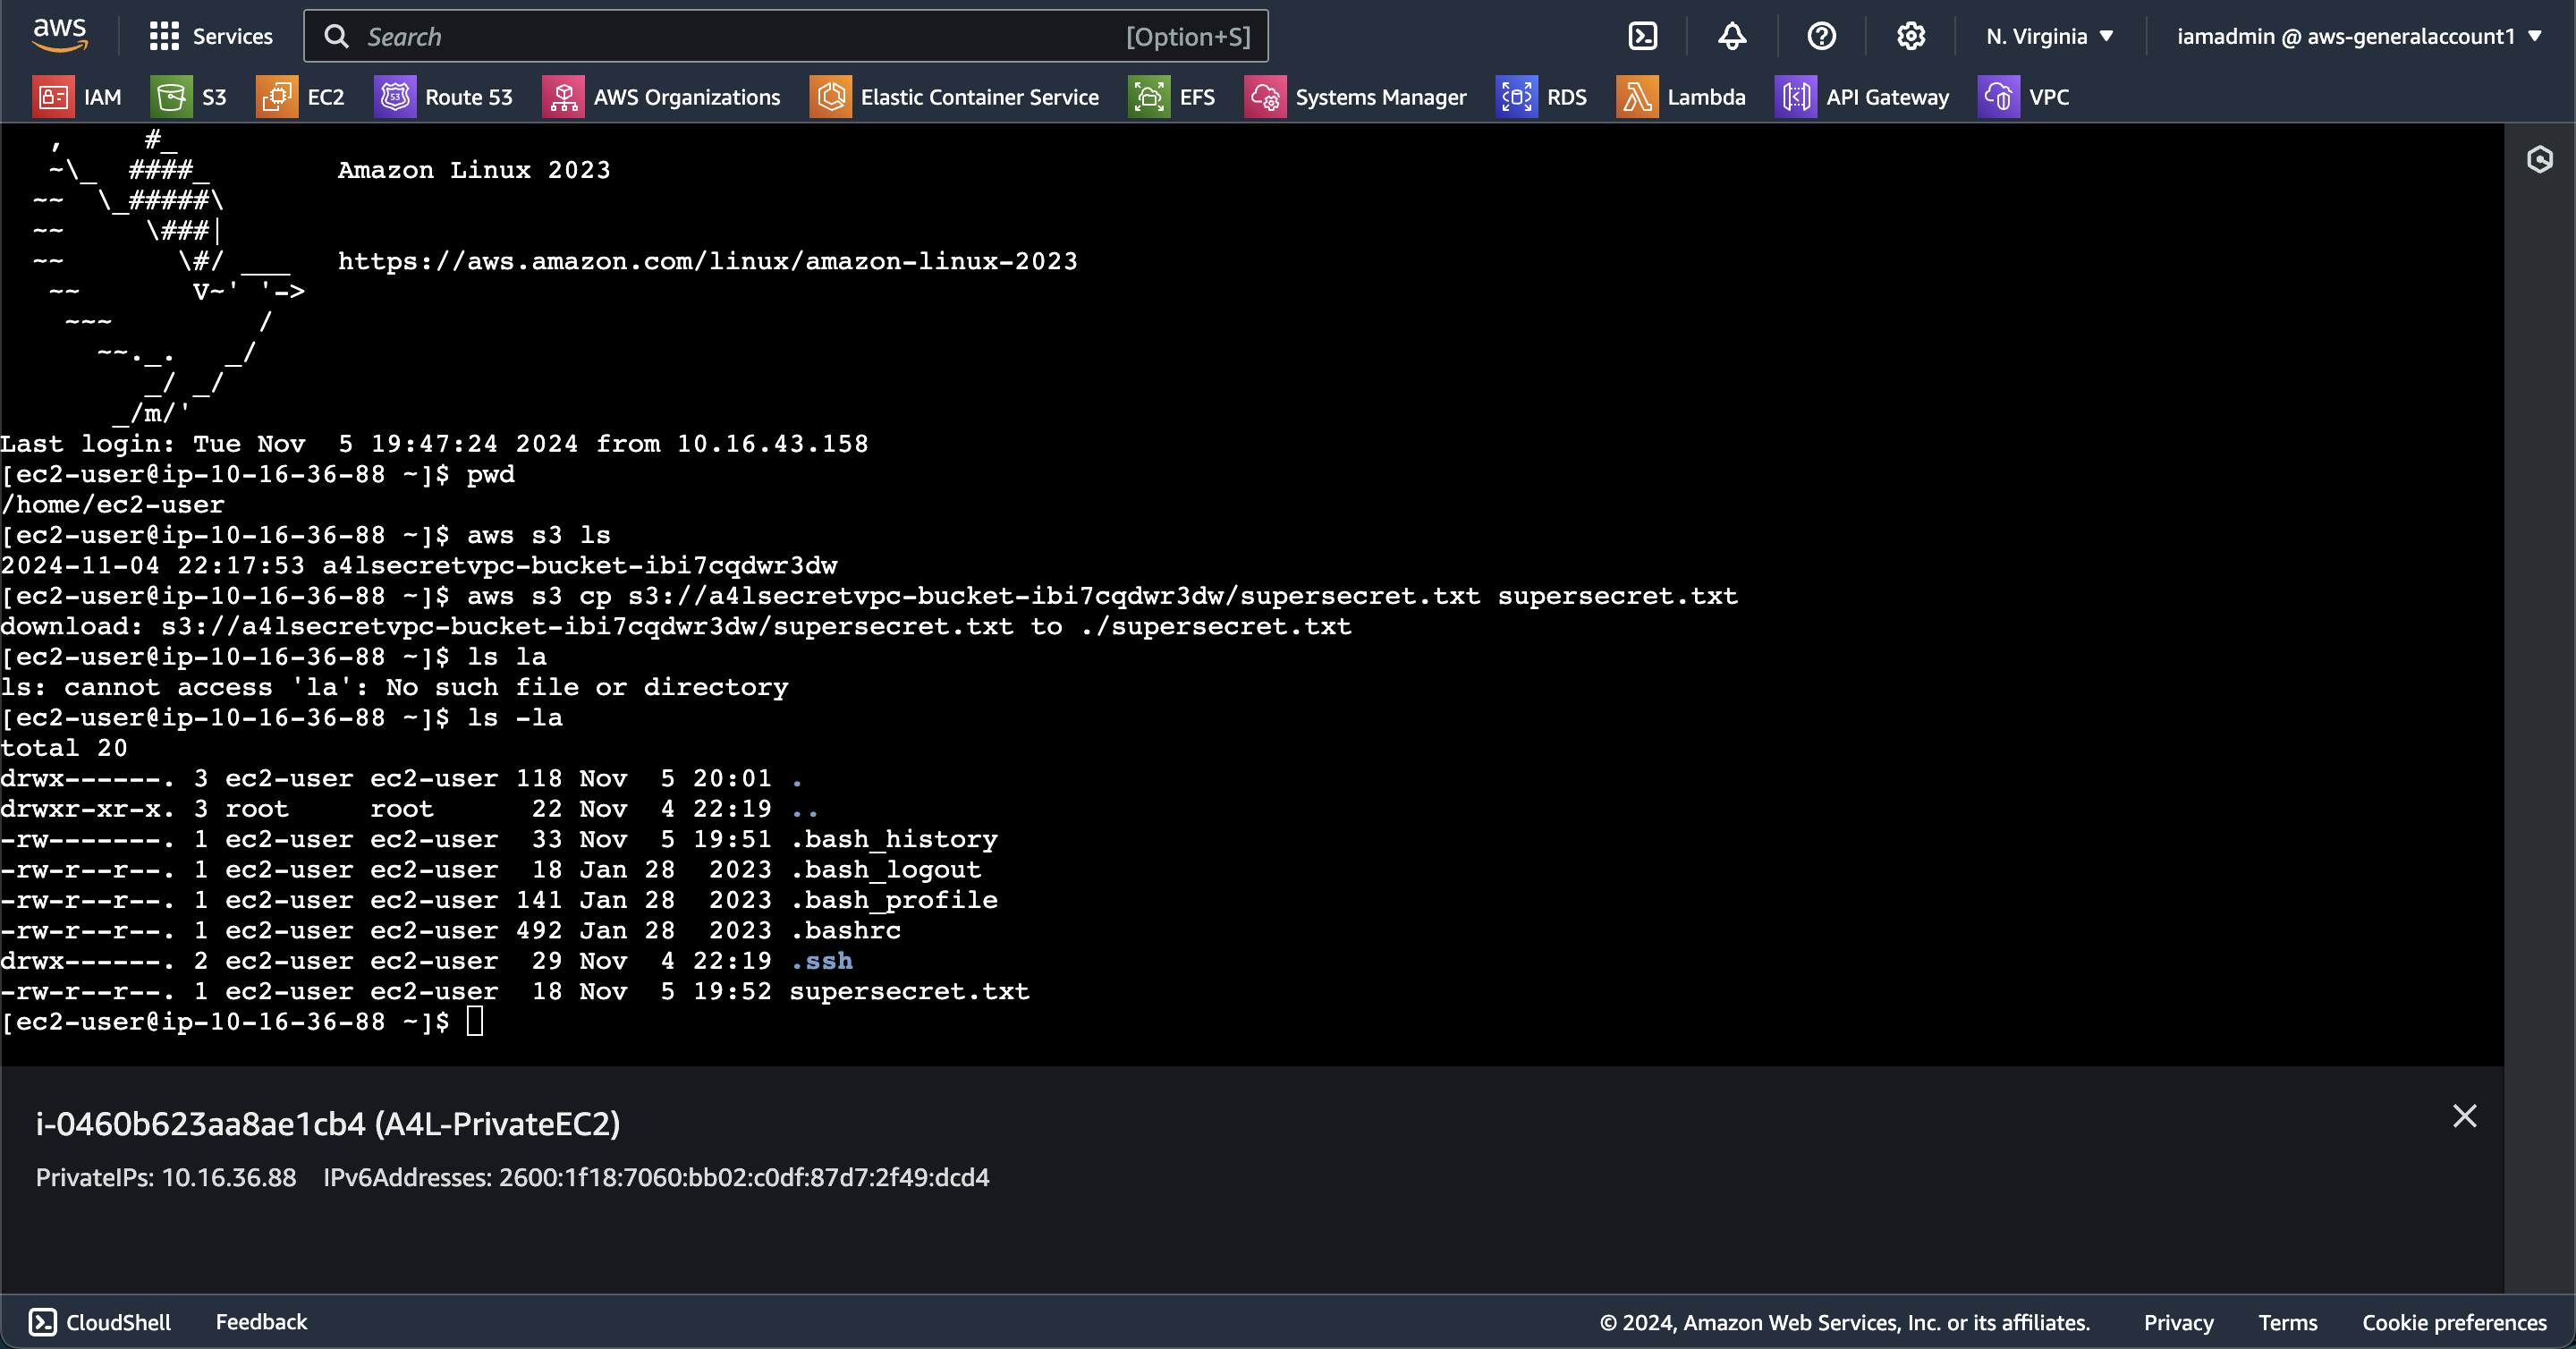 aws Services Search [Option+S] N. Virginia ▼ iamadmin @ aws-generalaccount1 ▼
IAM S3 EC2 53 Route 53 AWS Organizations Elastic Container Service EFS Systems Manager RDS Lambda API Gateway VPC
   ,     #_
   ~\_  ####_        Amazon Linux 2023
  ~~  \_#####\
  ~~     \###|
  ~~       \#/ ___   https://aws.amazon.com/linux/amazon-linux-2023
   ~~       V~' '->
    ~~~         /
      ~~._.   _/
         _/ _/
       _/m/'
Last login: Tue Nov  5 19:47:24 2024 from 10.16.43.158
[ec2-user@ip-10-16-36-88 ~]$ pwd
/home/ec2-user
[ec2-user@ip-10-16-36-88 ~]$ aws s3 ls
2024-11-04 22:17:53 a4lsecretvpc-bucket-ibi7cqdwr3dw
[ec2-user@ip-10-16-36-88 ~]$ aws s3 cp s3://a4lsecretvpc-bucket-ibi7cqdwr3dw/supersecret.txt supersecret.txt
download: s3://a4lsecretvpc-bucket-ibi7cqdwr3dw/supersecret.txt to ./supersecret.txt
[ec2-user@ip-10-16-36-88 ~]$ ls la
ls: cannot access 'la': No such file or directory
[ec2-user@ip-10-16-36-88 ~]$ ls -la
total 20
drwx------. 3 ec2-user ec2-user 118 Nov  5 20:01 .
drwxr-xr-x. 3 root     root      22 Nov  4 22:19 ..
-rw-------. 1 ec2-user ec2-user  33 Nov  5 19:51 .bash_history
-rw-r--r--. 1 ec2-user ec2-user  18 Jan 28  2023 .bash_logout
-rw-r--r--. 1 ec2-user ec2-user 141 Jan 28  2023 .bash_profile
-rw-r--r--. 1 ec2-user ec2-user 492 Jan 28  2023 .bashrc
drwx------. 2 ec2-user ec2-user  29 Nov  4 22:19 .ssh
-rw-r--r--. 1 ec2-user ec2-user  18 Nov  5 19:52 supersecret.txt
[ec2-user@ip-10-16-36-88 ~]$
i-0460b623aa8ae1cb4 (A4L-PrivateEC2)
PrivateIPs: 10.16.36.88 IPv6Addresses: 2600:1f18:7060:bb02:c0df:87d7:2f49:dcd4
CloudShell Feedback © 2024, Amazon Web Services, Inc. or its affiliates. Privacy Terms Cookie preferences